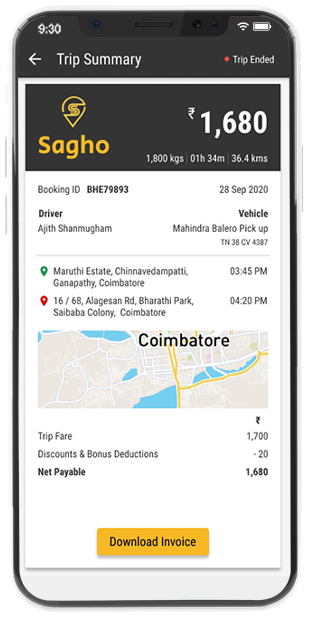 9:30
Trip Summary
Trip Ended
₹ 1,680
Sagho
1,800 kgs | 01h 34m | 36.4 kms
Booking ID BHE79893 28 Sep 2020
Driver Vehicle
Ajith Shanmugham Mahindra Balero Pick up
TN 38 CV 4387
Maruthi Estate, Chinnavedampatti, 03:45 PM
Ganapathy, Coimbatore
16 / 68, Alagesan Rd, Bharathi Park, 04:20 PM
Saibaba Colony, Coimbatore
Coimbatore
₹
Trip Fare 1,700
Discounts & Bonus Deductions - 20
Net Payable 1,680
Download Invoice